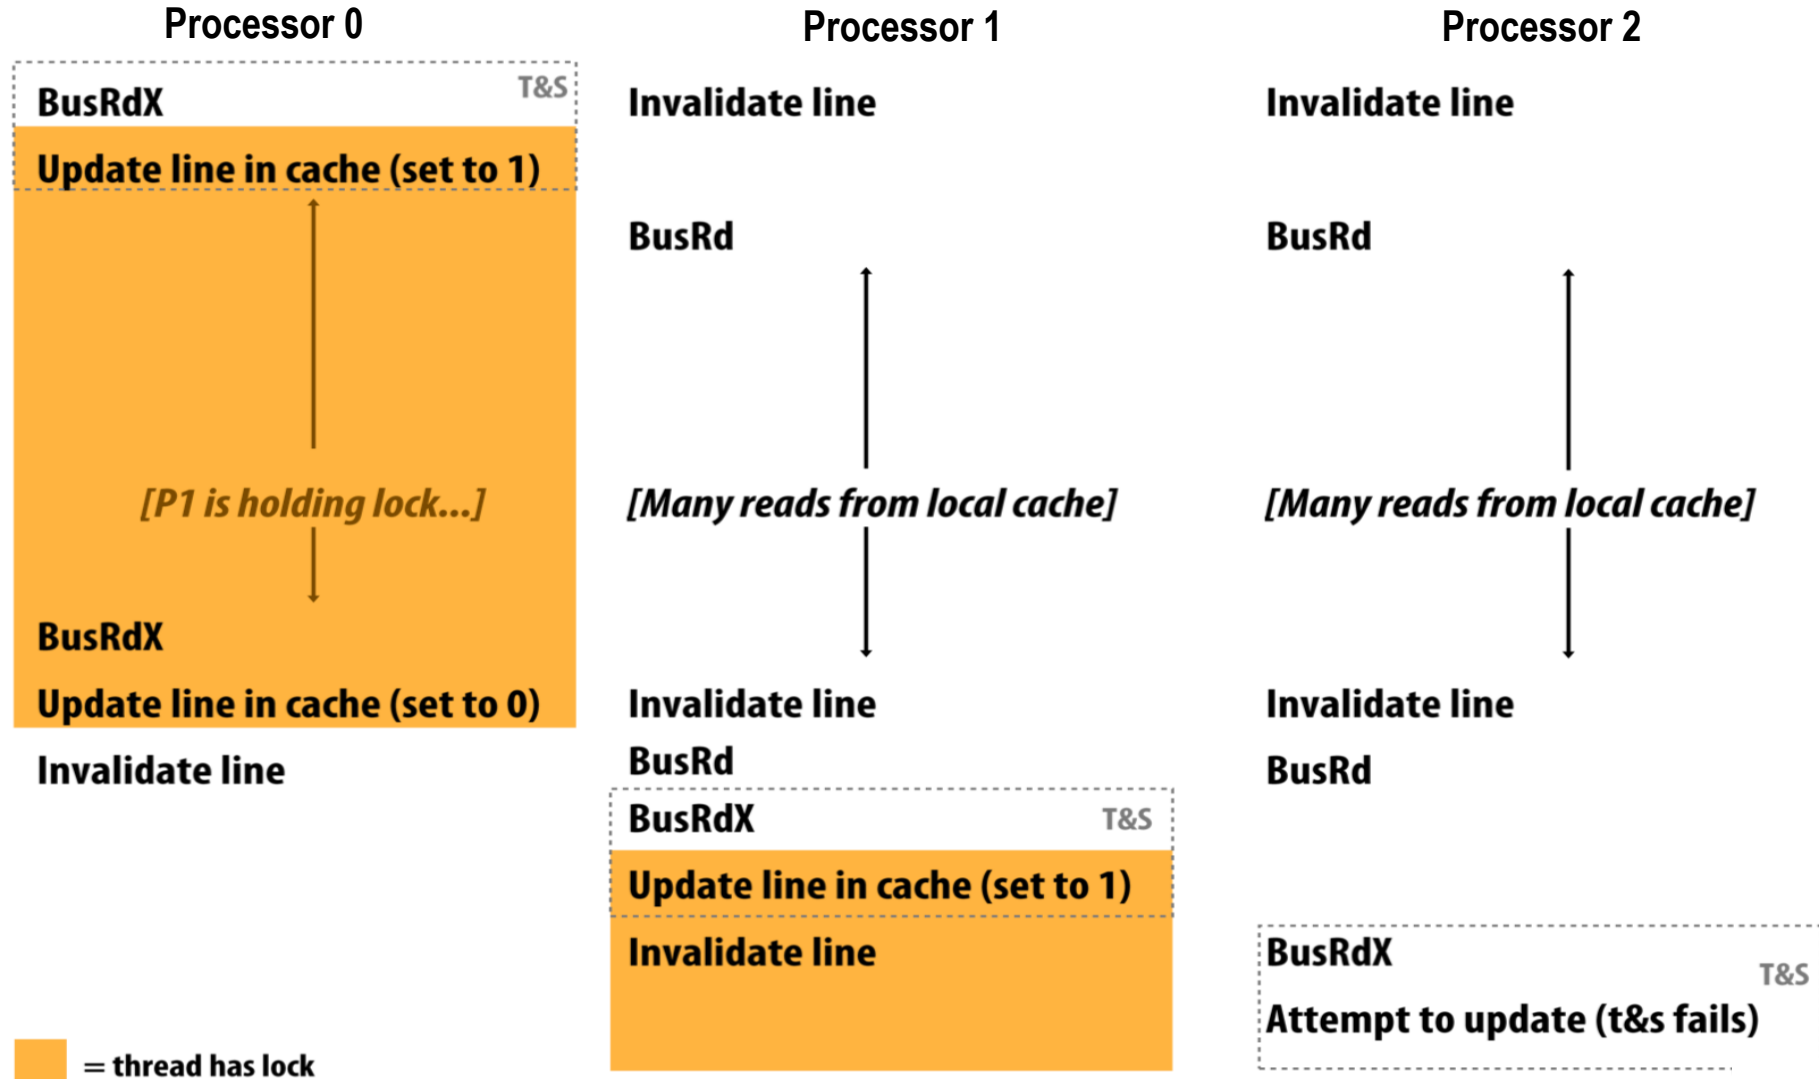 Processor 0
T&S
BusRdX
Update line in cache (set to 1)
[P1 is holding lock...]
BusRdX
Update line in cache (set to 0)
Invalidate line
= thread has lock
Processor 1
Invalidate line
BusRd
[Many reads from local cache]
Invalidate line
BusRd
BusRdX
T&S
Update line in cache (set to 1)
Invalidate line
Processor 2
Invalidate line
BusRd
[Many reads from local cache]
Invalidate line
BusRd
BusRdX
T&S
Attempt to update (t&s fails)